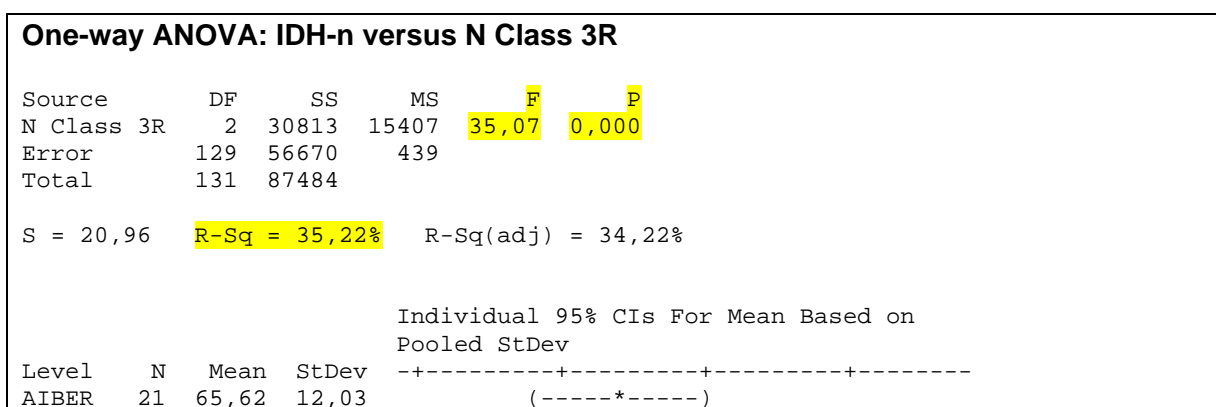 One-way ANOVA: IDH-n versus N Class 3R
Source DF SS MS F P
N Class 3R 2 30813 15407 35,07 0,000
Error 129 56670 439
Total 131 87484
S = 20,96 R-Sq = 35,22% R-Sq(adj) = 34,22%
Individual 95% CIs For Mean Based on
Pooled StDev
Level N Mean StDev -+---------+---------+---------+--------
AIBER 21 65,62 12,03 (-----*-----)